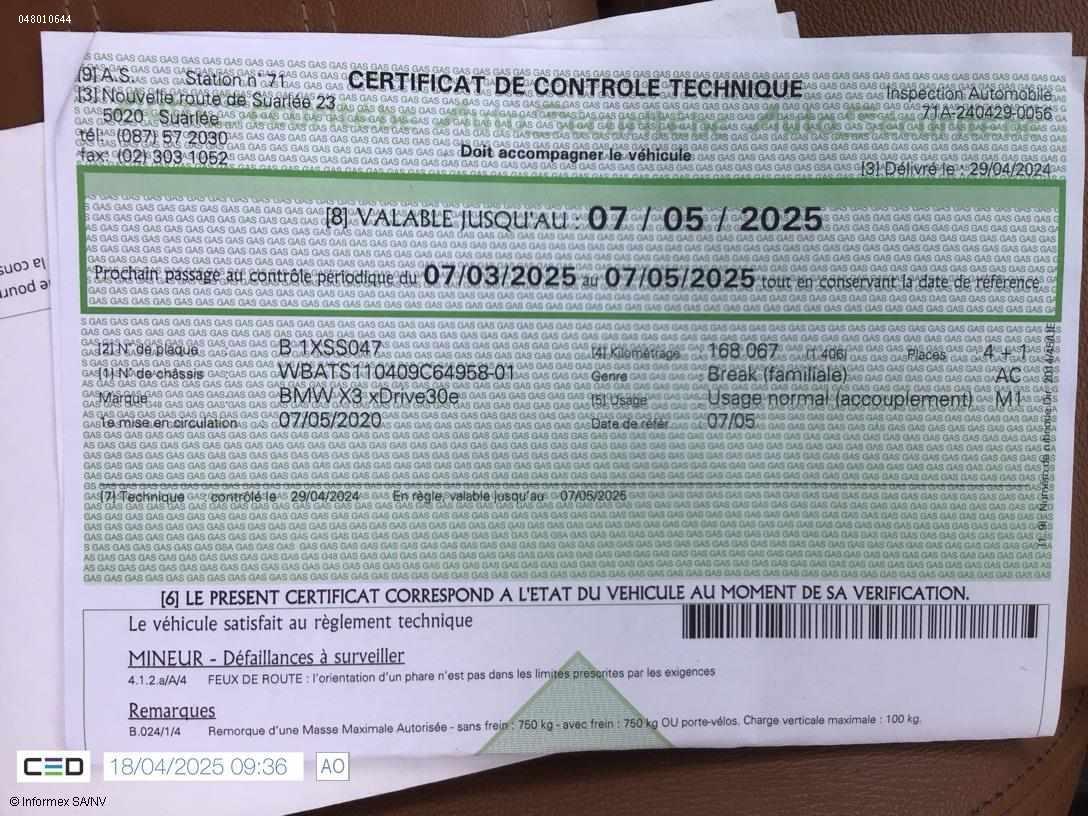 048010644
[9] A.S. Station n° 71
[3] Nouvelle route de Suarlée 23
5020 Suarlée
tél: (087) 57 2030
fax: (02) 303 1052
CERTIFICAT DE CONTROLE TECHNIQUE
Doit accompagner le véhicule
Inspection Automobile
71A-240429-0056
[3] Délivré le : 29/04/2024
[8] VALABLE JUSQU'AU : 07 / 05 / 2025
Prochain passage au contrôle périodique du 07/03/2025 au 07/05/2025 tout en conservant la date de référence.
[2] N° de plaque B 1XSS047 [4] Kilométrage : 168 067 (T 406) Places 4 + 1
[1] N° de châssis WBATS110409C64958-01 Genre : Break (familiale) AC
Marque BMW X3 xDrive30e [5] Usage : Usage normal (accouplement) M1
1e mise en circulation : 07/05/2020 Date de référ. : 07/05
[7] Technique : contrôlé le 29/04/2024 En règle, valable jusqu'au 07/05/2025
[6] LE PRESENT CERTIFICAT CORRESPOND A L'ETAT DU VEHICULE AU MOMENT DE SA VERIFICATION.
Le véhicule satisfait au règlement technique
MINEUR - Défaillances à surveiller
4.1.2.a/A/4 FEUX DE ROUTE : l'orientation d'un phare n'est pas dans les limites prescrites par les exigences
Remarques
B.024/1/4 Remorque d'une Masse Maximale Autorisée - sans frein : 750 kg - avec frein : 750 kg OU porte-vélos. Charge verticale maximale : 100 kg.
CED 18/04/2025 09:36 AO
© Informex SA/NV